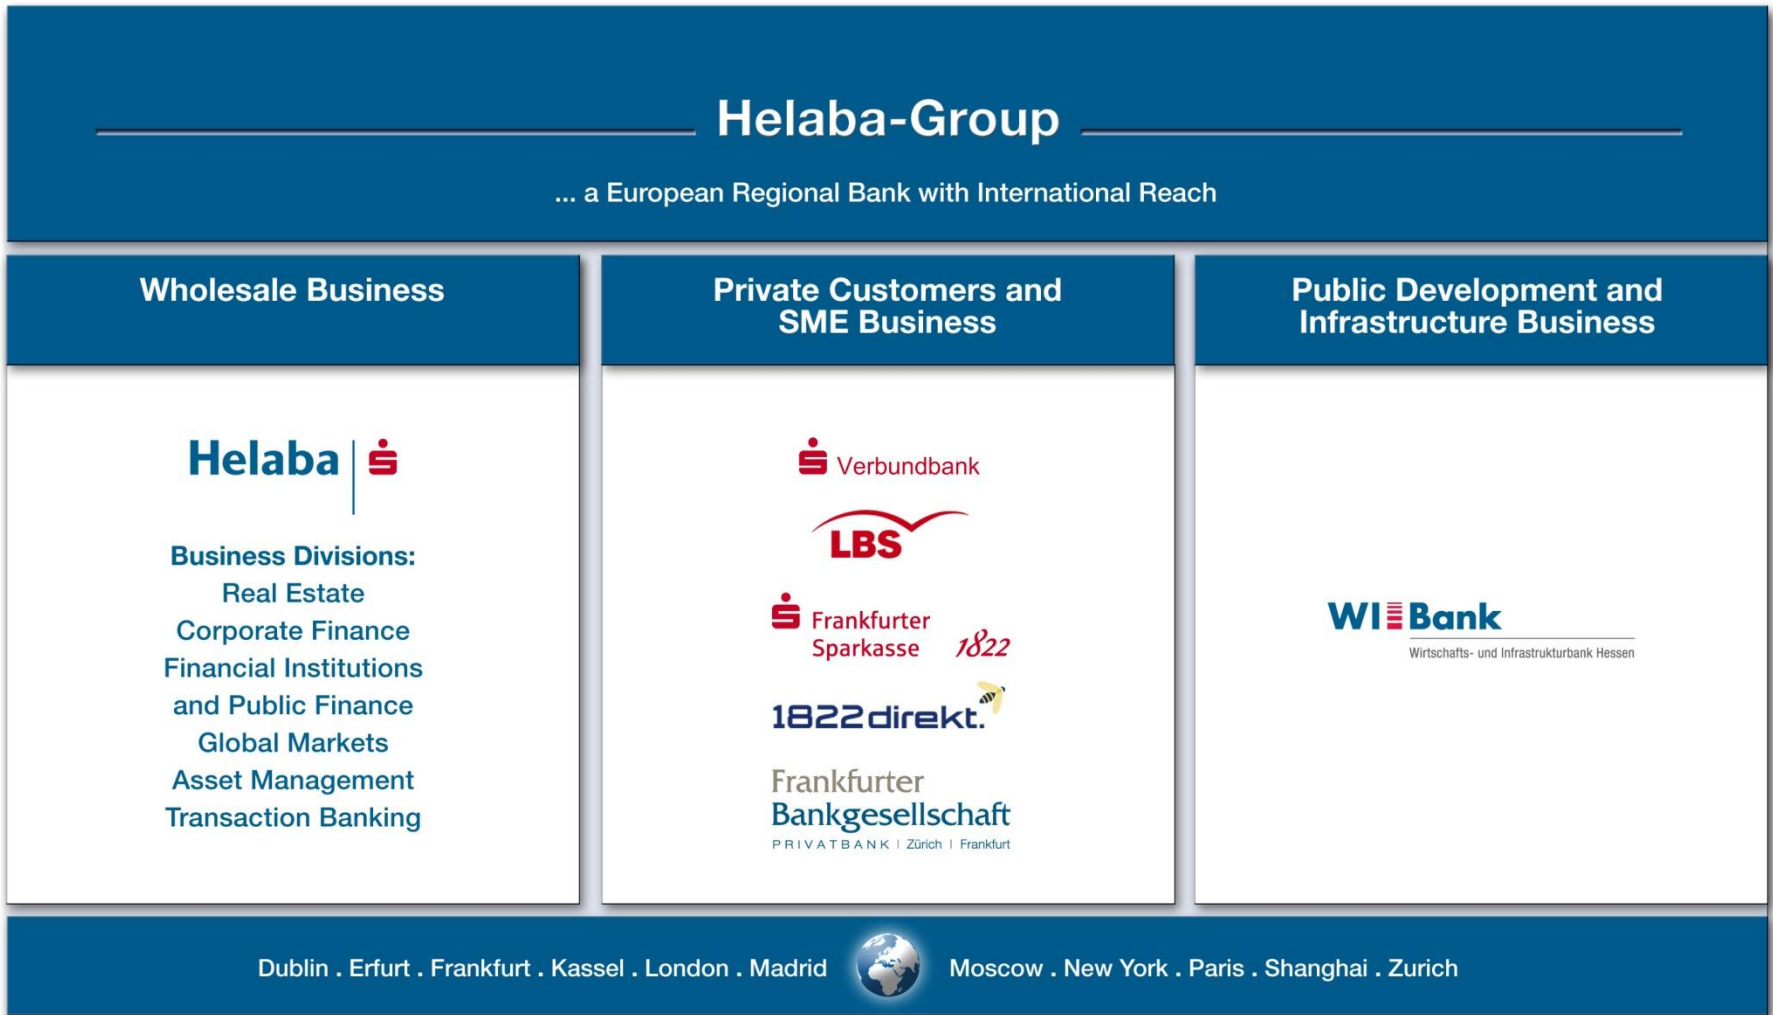 Helaba-Group
... a European Regional Bank with International Reach
Wholesale Business
Helaba
Business Divisions:
Real Estate
Corporate Finance
Financial Institutions
and Public Finance
Global Markets
Asset Management
Transaction Banking
Private Customers and
SME Business
Verbundbank
LBS
Frankfurter
Sparkasse 1822
1822direkt.
Frankfurter
Bankgesellschaft
PRIVATBANK | Zürich | Frankfurt
Public Development and
Infrastructure Business
WIBank
Wirtschafts- und Infrastrukturbank Hessen
Dublin . Erfurt . Frankfurt . Kassel . London . Madrid Moscow . New York . Paris . Shanghai . Zurich